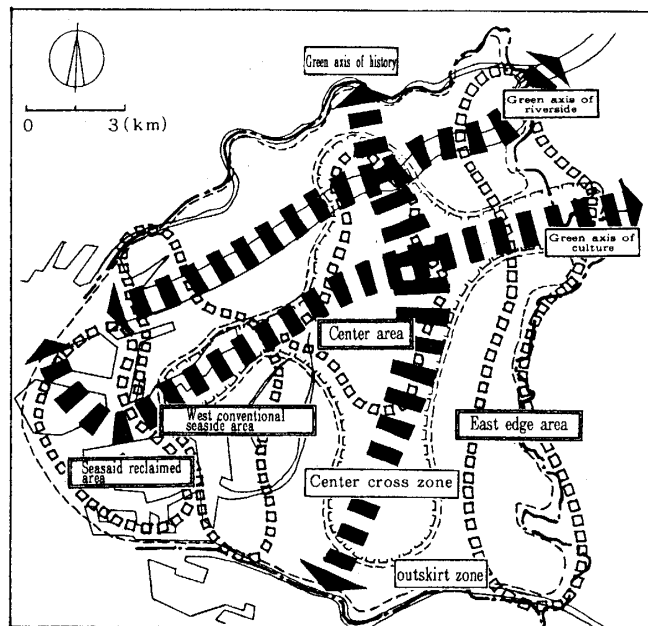 Green axis of history
Green axis of
riverside
0 3(km)
Green axis of
culture
Center area
West conventional
seaside area
East edge area
Seasaid reclaimed
area
Center cross zone
outskirt zone